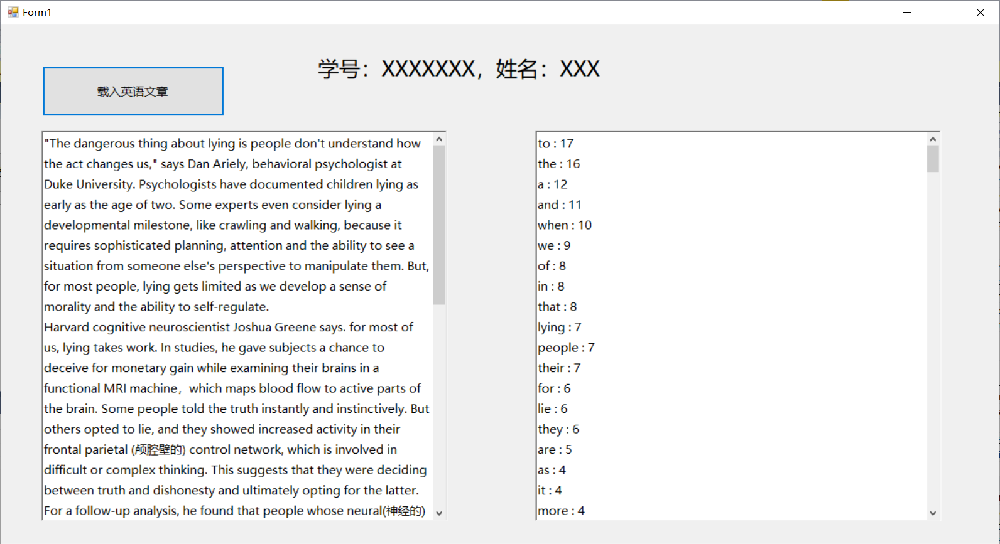 Form1
学号：XXXXXXX，姓名：XXX
载入英语文章
"The dangerous thing about lying is people don't understand how
the act changes us," says Dan Ariely, behavioral psychologist at
Duke University. Psychologists have documented children lying as
early as the age of two. Some experts even consider lying a
developmental milestone, like crawling and walking, because it
requires sophisticated planning, attention and the ability to see a
situation from someone else's perspective to manipulate them. But,
for most people, lying gets limited as we develop a sense of
morality and the ability to self-regulate.
Harvard cognitive neuroscientist Joshua Greene says. for most of
us, lying takes work. In studies, he gave subjects a chance to
deceive for monetary gain while examining their brains in a
functional MRI machine，which maps blood flow to active parts of
the brain. Some people told the truth instantly and instinctively. But
others opted to lie, and they showed increased activity in their
frontal parietal (颅腔壁的) control network, which is involved in
difficult or complex thinking. This suggests that they were deciding
between truth and dishonesty and ultimately opting for the latter.
For a follow-up analysis, he found that people whose neural(神经的)
to : 17
the : 16
a : 12
and : 11
when : 10
we : 9
of : 8
in : 8
that : 8
lying : 7
people : 7
their : 7
for : 6
lie : 6
they : 6
are : 5
as : 4
it : 4
more : 4